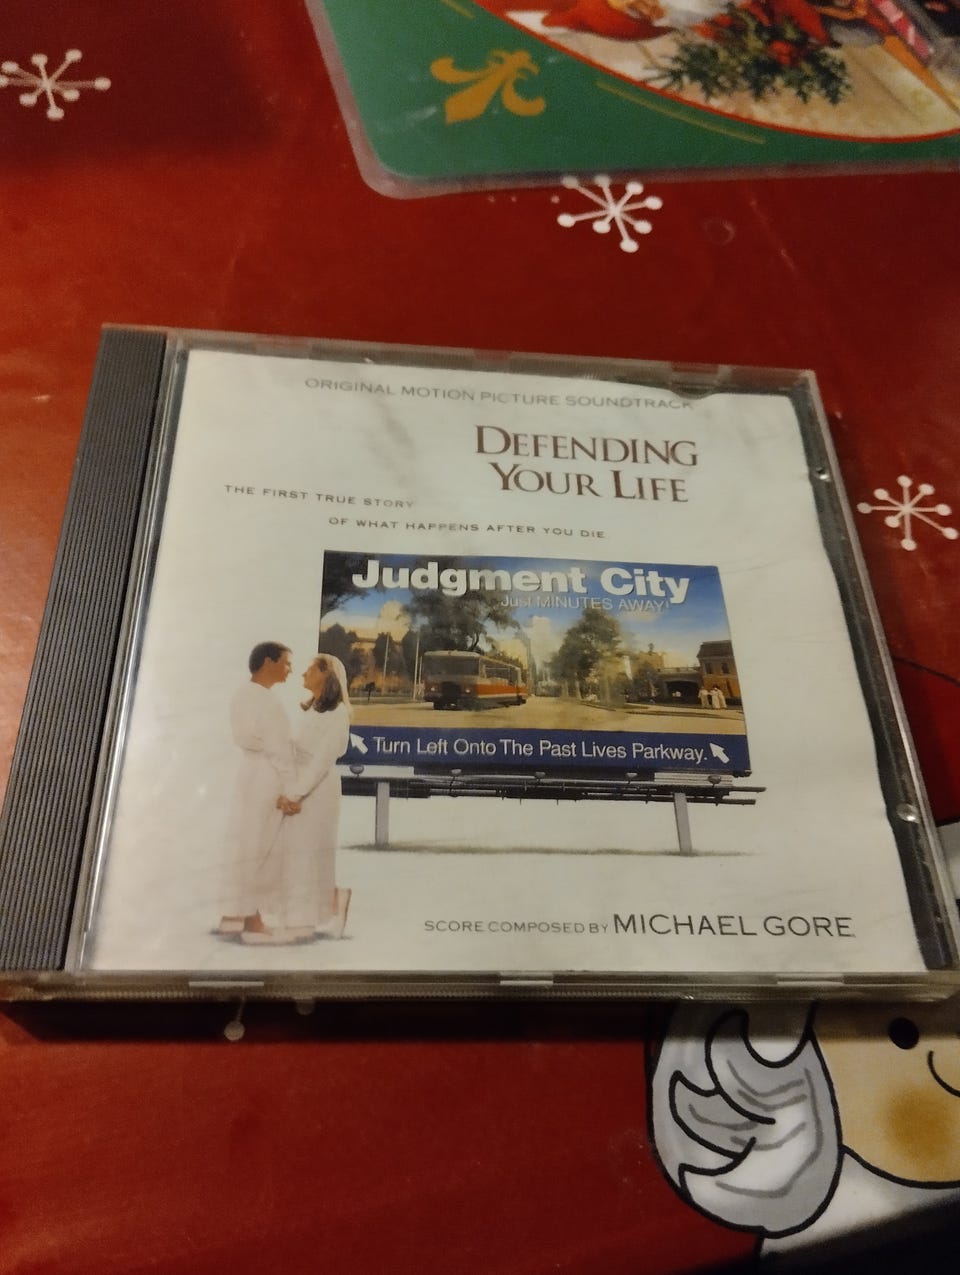 ORIGINAL MOTION PICTURE SOUNDTRACK
DEFENDING
YOUR LIFE
THE FIRST TRUE STORY
OF WHAT HAPPENS AFTER YOU DIE
Judgment City
Just MINUTES AWAY!
Turn Left Onto The Past Lives Parkway.
SCORE COMPOSED BY MICHAEL GORE